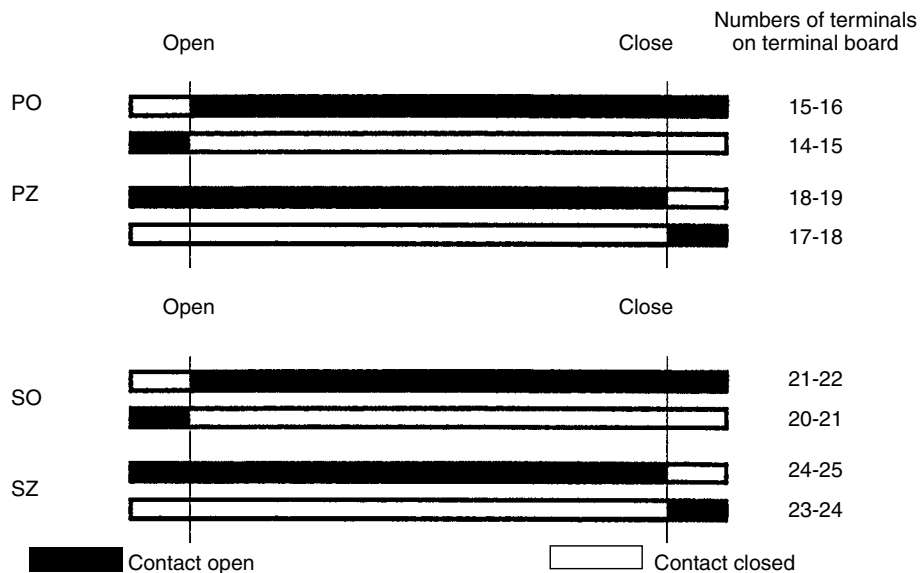 Numbers of terminals
on terminal board
Open Close
PO 15-16
14-15
PZ 18-19
17-18
Open Close
SO 21-22
20-21
SZ 24-25
23-24
Contact open Contact closed